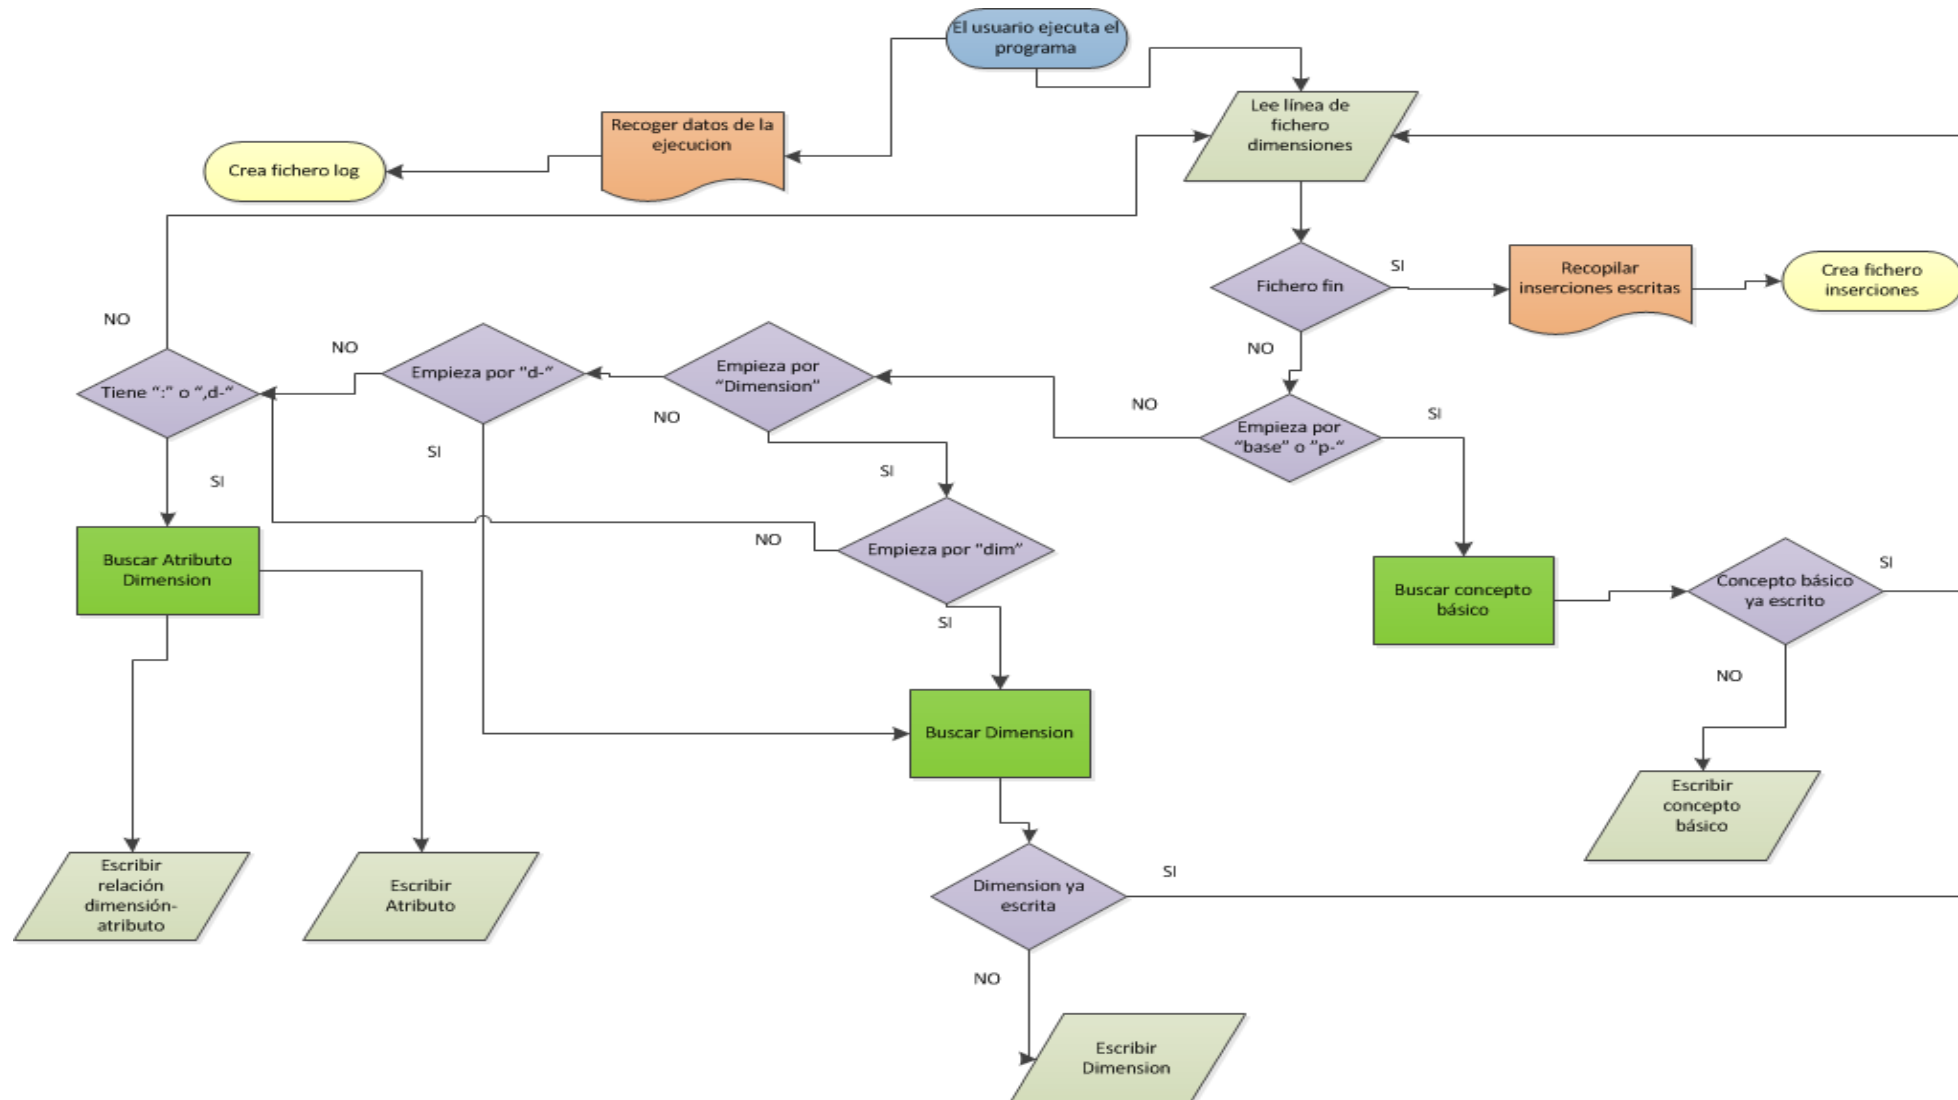 El usuario ejecuta el
programa
Lee línea de
fichero
dimensiones
Recoger datos de la
ejecucion
Crea fichero log
Fichero fin
SI
Recopilar
inserciones escritas
Crea fichero
inserciones
NO
NO
Tiene “:” o “,d-“
NO
Empieza por “d-“
Empieza por
“Dimension”
NO
NO
Empieza por
“base” o ”p-“
SI
SI
SI
SI
NO
Empieza por “dim”
Buscar Atributo
Dimension
Buscar concepto
básico
Concepto básico
ya escrito
SI
SI
NO
Buscar Dimension
Escribir
concepto
básico
Escribir
relación
dimensión-
atributo
Escribir
Atributo
Dimension ya
escrita
SI
NO
Escribir
Dimension